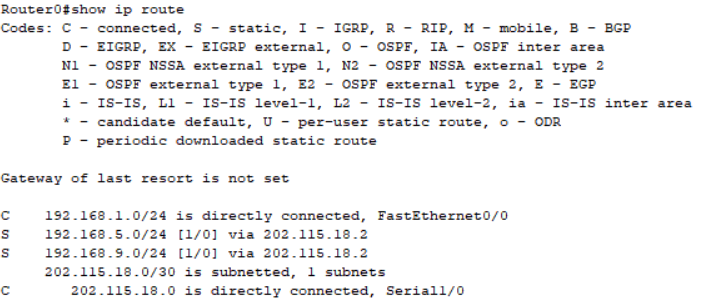 Router0#show ip route
Codes: C - connected, S - static, I - IGRP, R - RIP, M - mobile, B - BGP
       D - EIGRP, EX - EIGRP external, O - OSPF, IA - OSPF inter area
       N1 - OSPF NSSA external type 1, N2 - OSPF NSSA external type 2
       E1 - OSPF external type 1, E2 - OSPF external type 2, E - EGP
       i - IS-IS, L1 - IS-IS level-1, L2 - IS-IS level-2, ia - IS-IS inter area
       * - candidate default, U - per-user static route, o - ODR
       P - periodic downloaded static route
Gateway of last resort is not set
C    192.168.1.0/24 is directly connected, FastEthernet0/0
S    192.168.5.0/24 [1/0] via 202.115.18.2
S    192.168.9.0/24 [1/0] via 202.115.18.2
     202.115.18.0/30 is subnetted, 1 subnets
C       202.115.18.0 is directly connected, Serial1/0